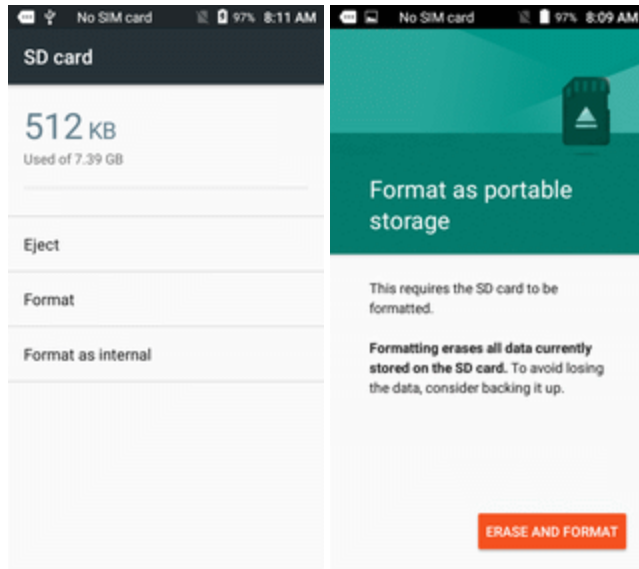 No SIM card 97% 8:11 AM
SD card
512 KB
Used of 7.39 GB
Eject
Format
Format as internal
No SIM card 97% 8:09 AM
Format as portable
storage
This requires the SD card to be
formatted.
Formatting erases all data currently
stored on the SD card. To avoid losing
the data, consider backing it up.
ERASE AND FORMAT